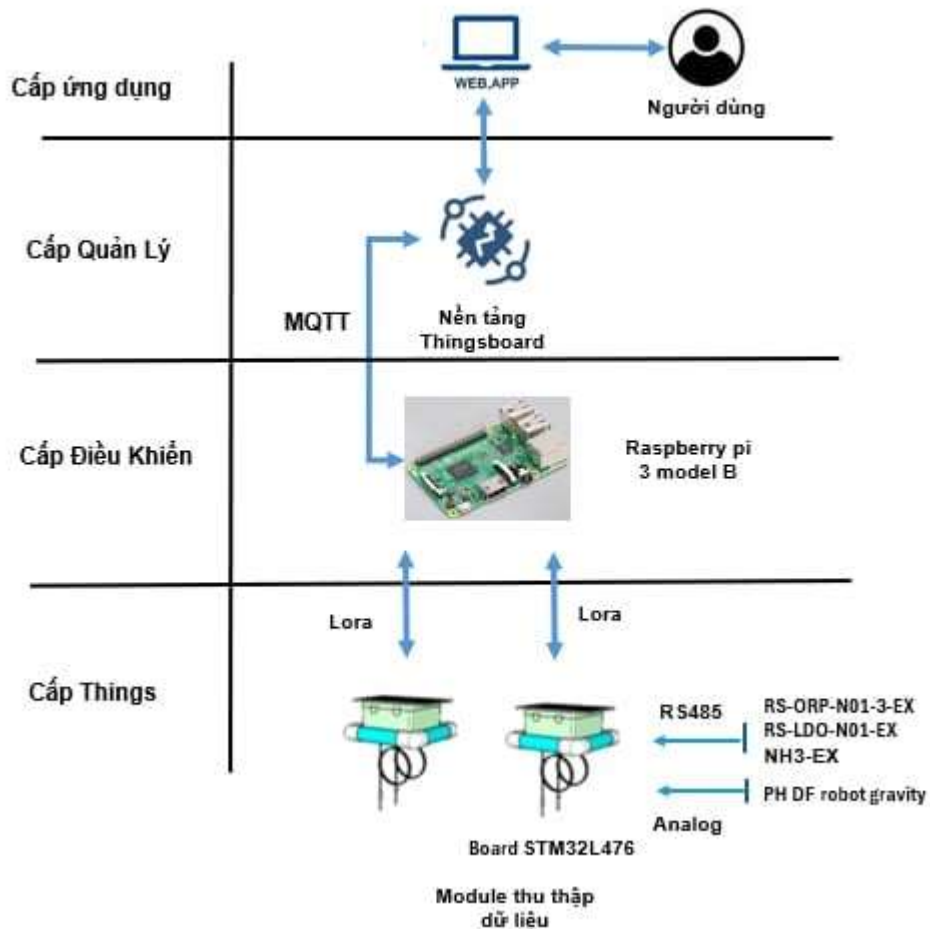 WEB,APP
Cấp ứng dụng
Người dùng
Cấp Quản Lý
MQTT
Nền tảng
Thingsboard
Cấp Điều Khiển
Raspberry pi
3 model B
Lora
Lora
Cấp Things
RS485
RS-ORP-N01-3-EX
RS-LDO-N01-EX
NH3-EX
PH DF robot gravity
Analog
Board STM32L476
Module thu thập
dữ liệu